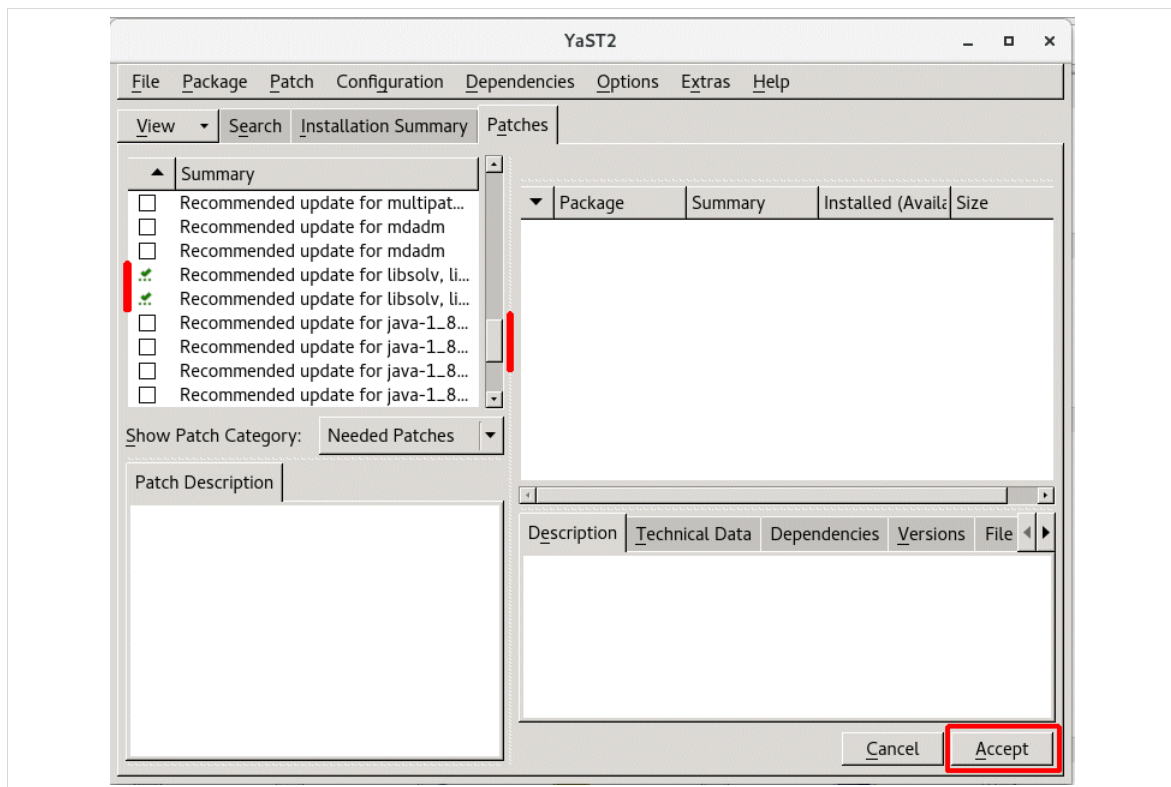 YaST2
File Package Patch Configuration Dependencies Options Extras Help
View Search Installation Summary Patches
Summary
Recommended update for multipat...
Recommended update for mdadm
Recommended update for mdadm
Recommended update for libsolv, li...
Recommended update for libsolv, li...
Recommended update for java-1_8...
Recommended update for java-1_8...
Recommended update for java-1_8...
Recommended update for java-1_8...
Show Patch Category: Needed Patches
Patch Description
Package Summary Installed (Availa Size
Description Technical Data Dependencies Versions File
Cancel Accept